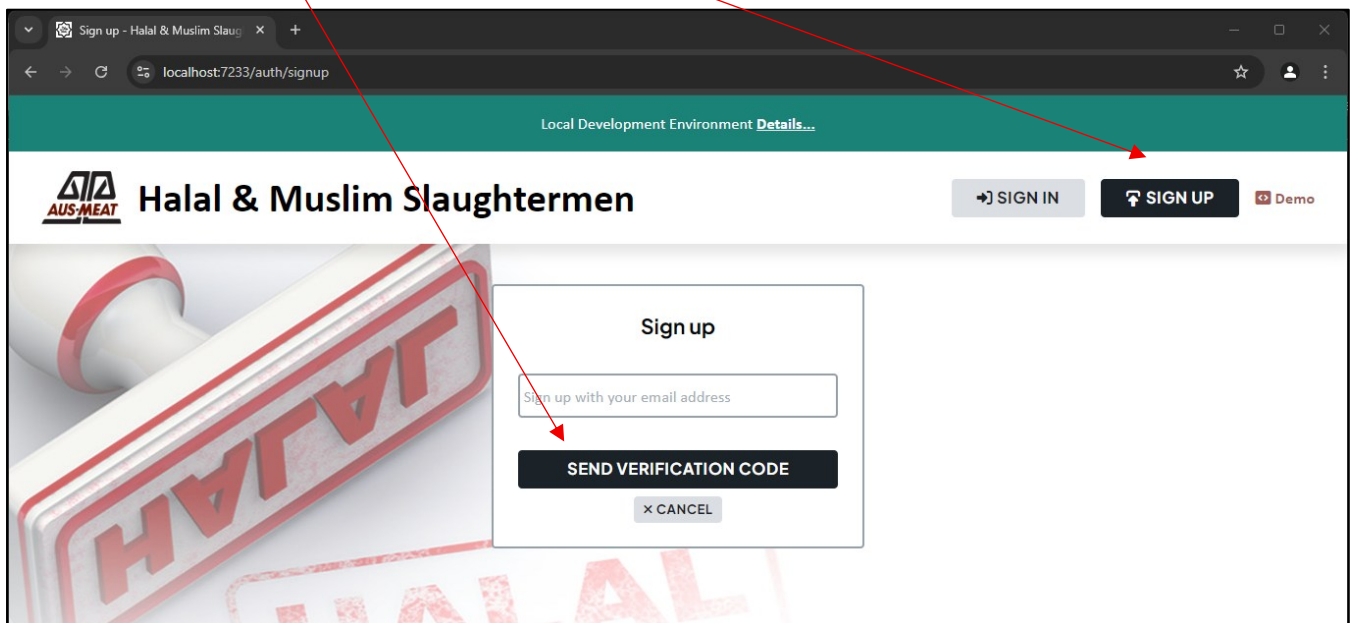 Sign up - Halal & Muslim Slaug
localhost:7233/auth/signup
Local Development Environment Details...
AUS-MEAT
Halal & Muslim Slaughtermen
SIGN IN
SIGN UP
Demo
Sign up
Sign up with your email address
SEND VERIFICATION CODE
× CANCEL
HALAL
HALAL